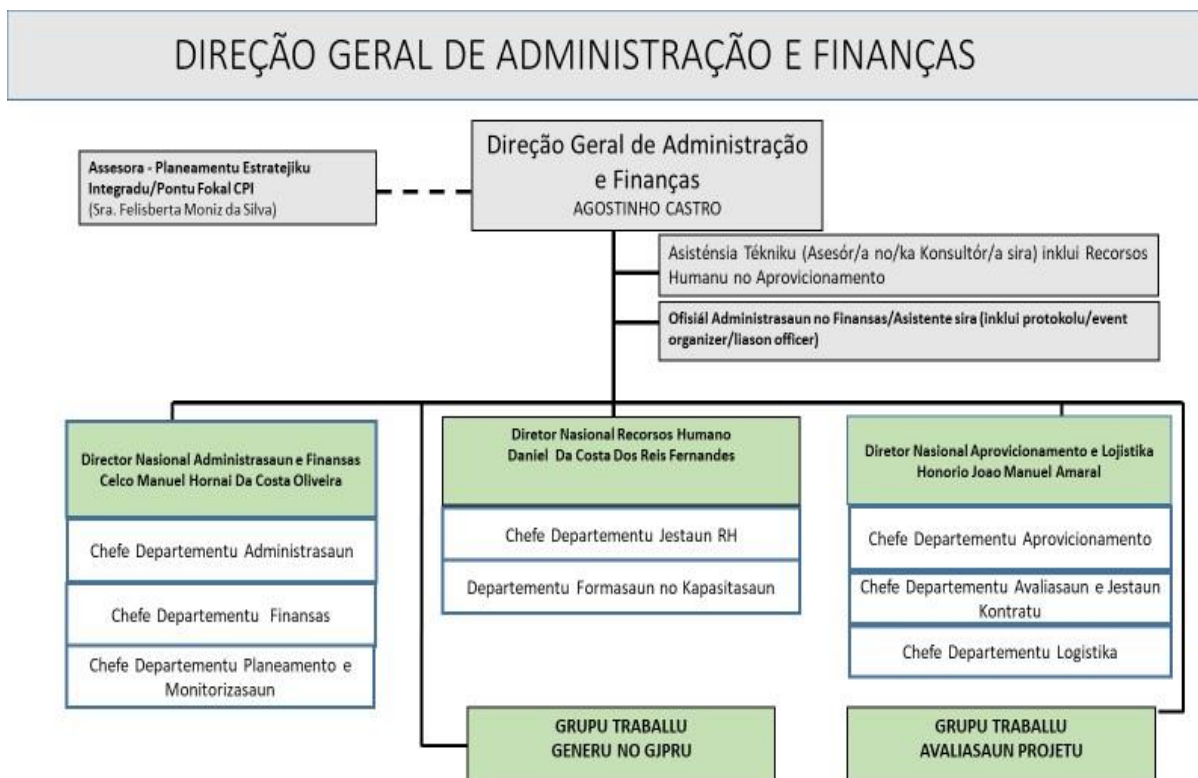 DIREÇÃO GERAL DE ADMINISTRAÇÃO E FINANÇAS
Direção Geral de Administração
e Finanças
AGOSTINHO CASTRO
Assesora - Planeamentu Estratejiku
Integradu/Pontu Fokal CPI
(Sra. Felisberta Moniz da Silva)
Asisténsia Tékniku (Asesór/a no/ka Konsultór/a sira) inklui Recorsos
Humanu no Aprovicionamento
Ofisiál Administrasaun no Finansas/Asistente sira (inklui protokolu/event
organizer/liason officer)
Director Nasional Administrasaun e Finansas
Celco Manuel Hornai Da Costa Oliveira
Chefe Departementu Administrasaun
Chefe Departementu Finansas
Chefe Departementu Planeamento e
Monitorizasaun
Diretor Nasional Recorsos Humano
Daniel Da Costa Dos Reis Fernandes
Chefe Departementu Jestaun RH
Departementu Formasaun no Kapasitasaun
Diretor Nasional Aprovicionamento e Lojistika
Honorio Joao Manuel Amaral
Chefe Departementu Aprovicionamento
Chefe Departementu Avaliasaun e Jestaun
Kontratu
Chefe Departementu Logistika
GRUPU TRABALLU
GENERU NO GJPRU
GRUPU TRABALLU
AVALIASAUN PROJETU